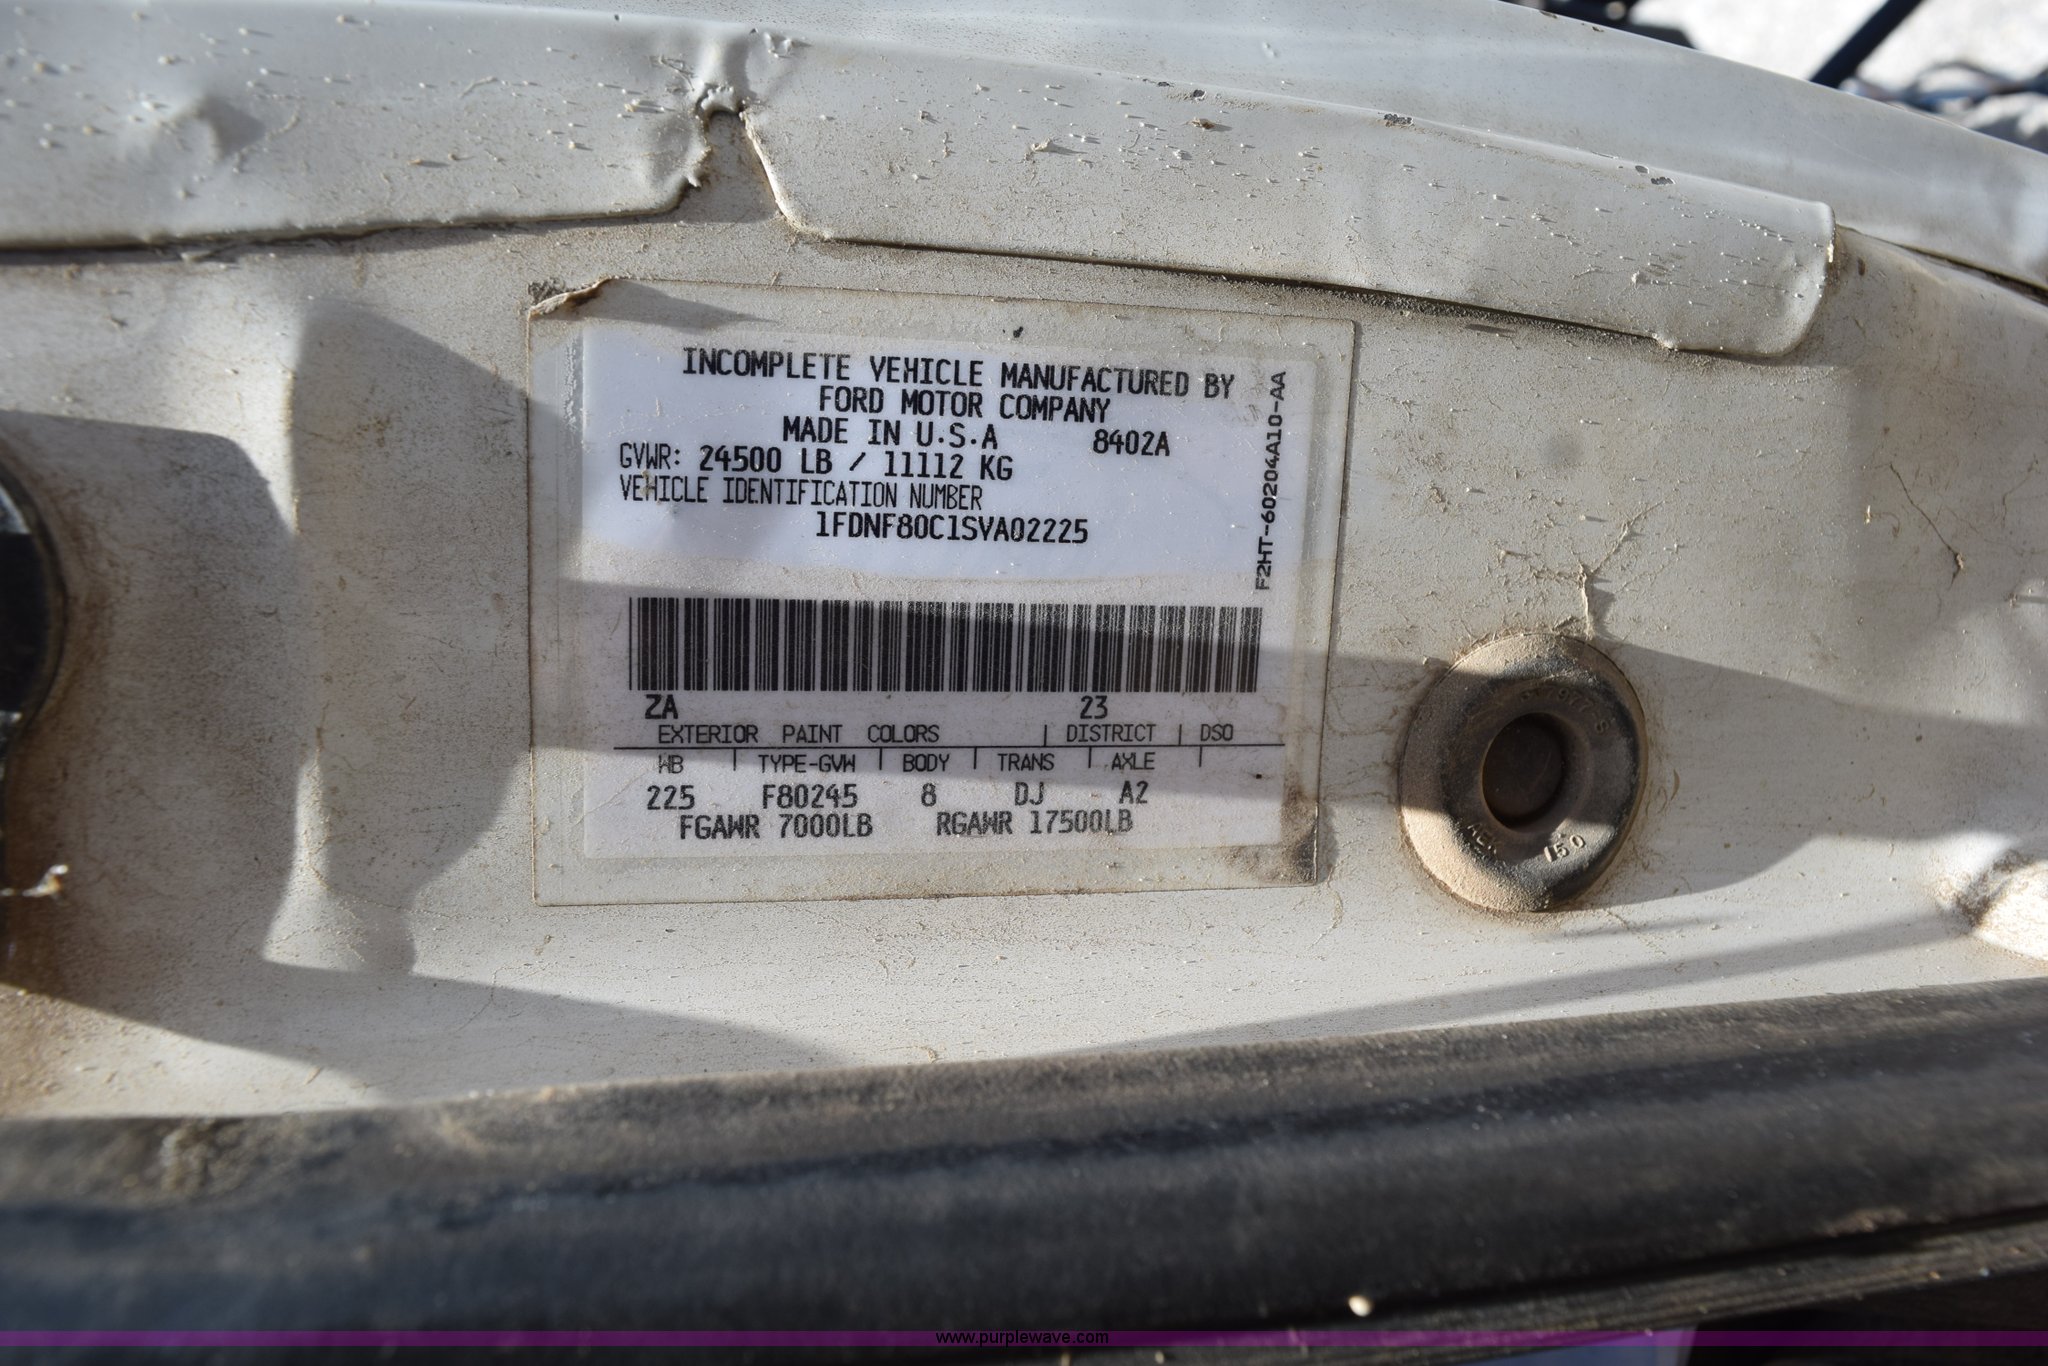 INCOMPLETE VEHICLE MANUFACTURED BY
FORD MOTOR COMPANY
MADE IN U.S.A 8402A
GVWR: 24500 LB / 11112 KG
VEHICLE IDENTIFICATION NUMBER
1FDNF80C1SVA02225
F2HT-60204A10-AA
ZA 23
EXTERIOR PAINT COLORS | DISTRICT | DSO
WB | TYPE-GVW | BODY | TRANS | AXLE |
225 F80245 8 DJ A2
FGAWR 7000LB RGAWR 17500LB
150
www.purplewave.com